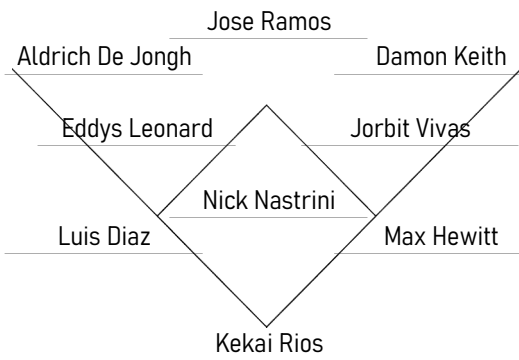 Jose Ramos
Aldrich De Jongh
Damon Keith
Eddys Leonard
Jorbit Vivas
Nick Nastrini
Luis Diaz
Max Hewitt
Kekai Rios